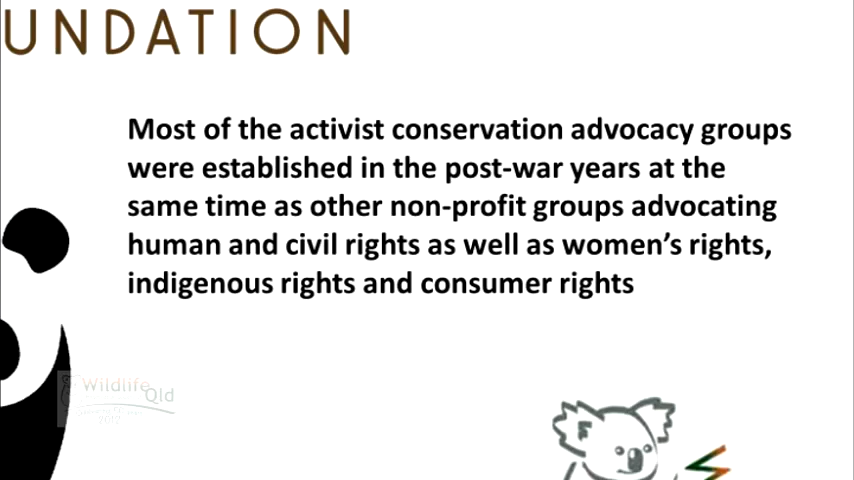 UNDATION
Most of the activist conservation advocacy groups
were established in the post-war years at the
same time as other non-profit groups advocating
human and civil rights as well as women’s rights,
indigenous rights and consumer rights
Wildlife
Qld
2012